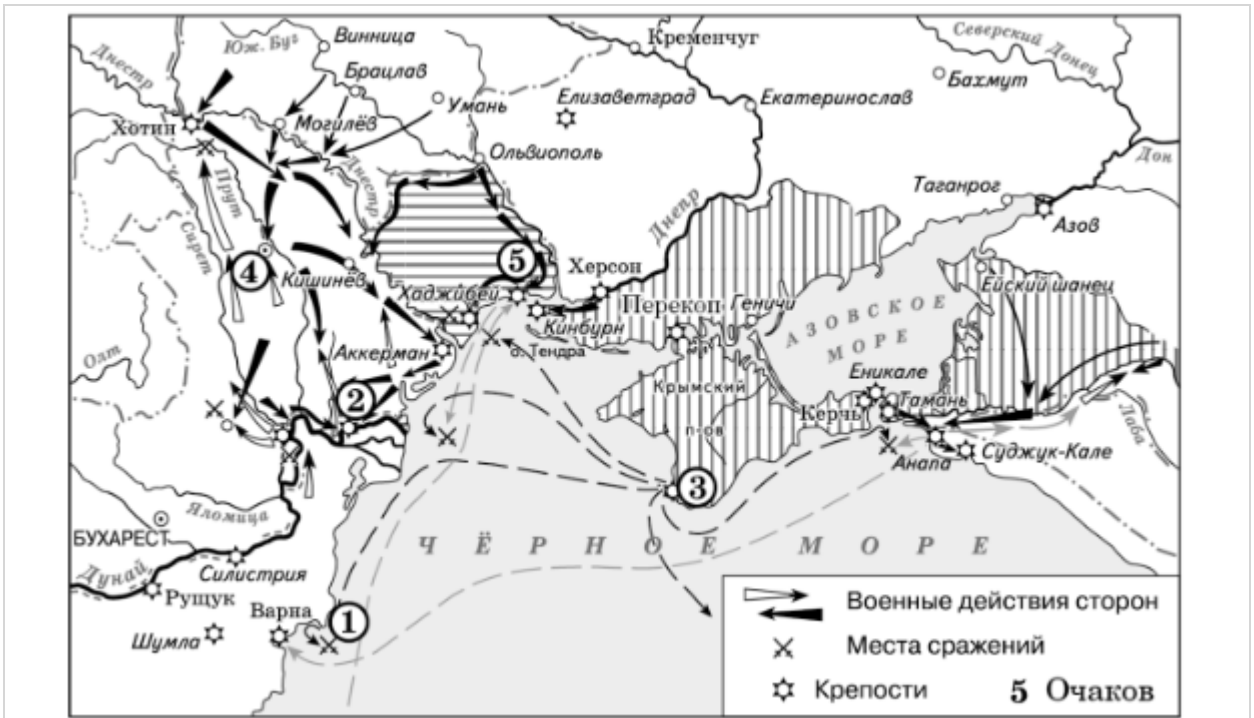 Винница
Юж. Буг
Кременчуг
Северский Донец
Днестр
Брацлав
Бахмут
Умань
Елизаветград
Екатеринослав
Хотин
Могилёв
Ольвиополь
Дон
Днестр
Прут
Таганрог
Днепр
Азов
Сирет
4
5
Кишинёв
Херсон
Хаджибей
Перекоп
Геничи
Ейский шанец
АЗОВСКОЕ
МОРЕ
Кинбурн
Олт
Аккерман
о. Тендра
Крымский
Еникале
2
Керчь
Тамань
п-ов
Лаба
Анапа
Суджук-Кале
3
Яломица
БУХАРЕСТ
ЧЁРНОЕ МОРЕ
Дунай
Силистрия
Рущук
Варна
1
Шумла
Военные действия сторон
Места сражений
Крепости
5 Очаков